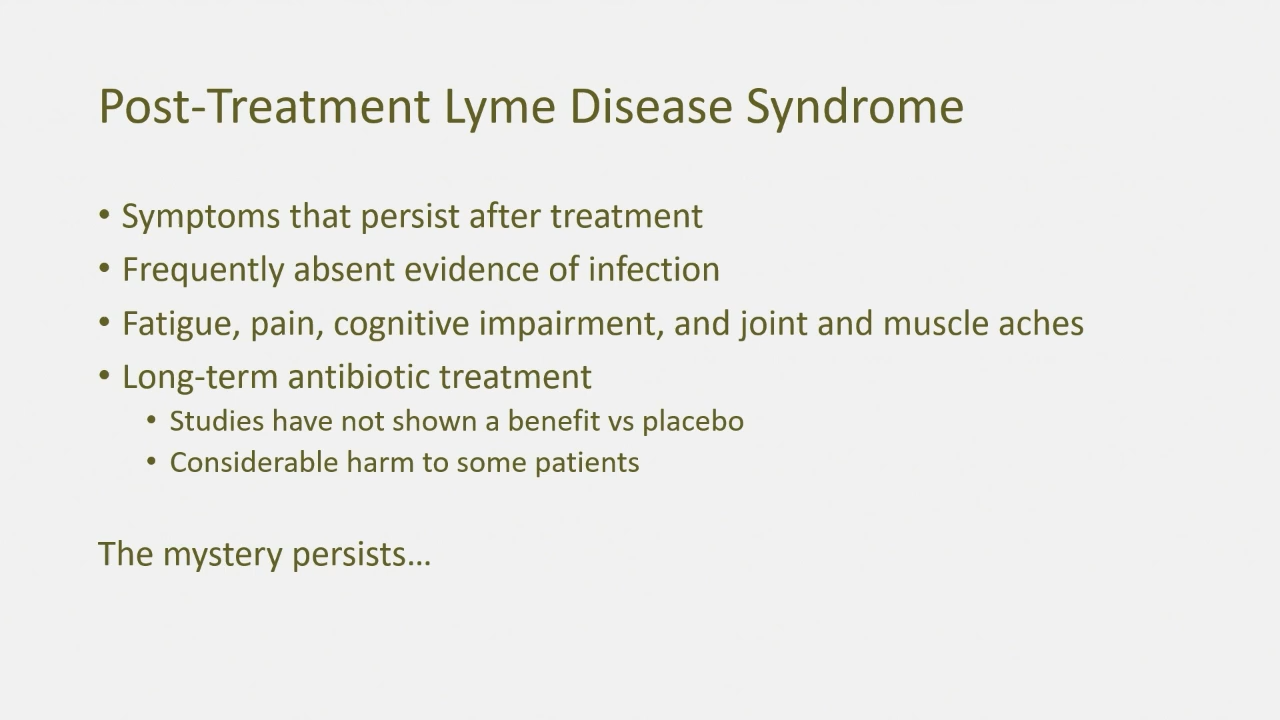 Post-Treatment Lyme Disease Syndrome
• Symptoms that persist after treatment
• Frequently absent evidence of infection
• Fatigue, pain, cognitive impairment, and joint and muscle aches
• Long-term antibiotic treatment
• Studies have not shown a benefit vs placebo
• Considerable harm to some patients
The mystery persists…